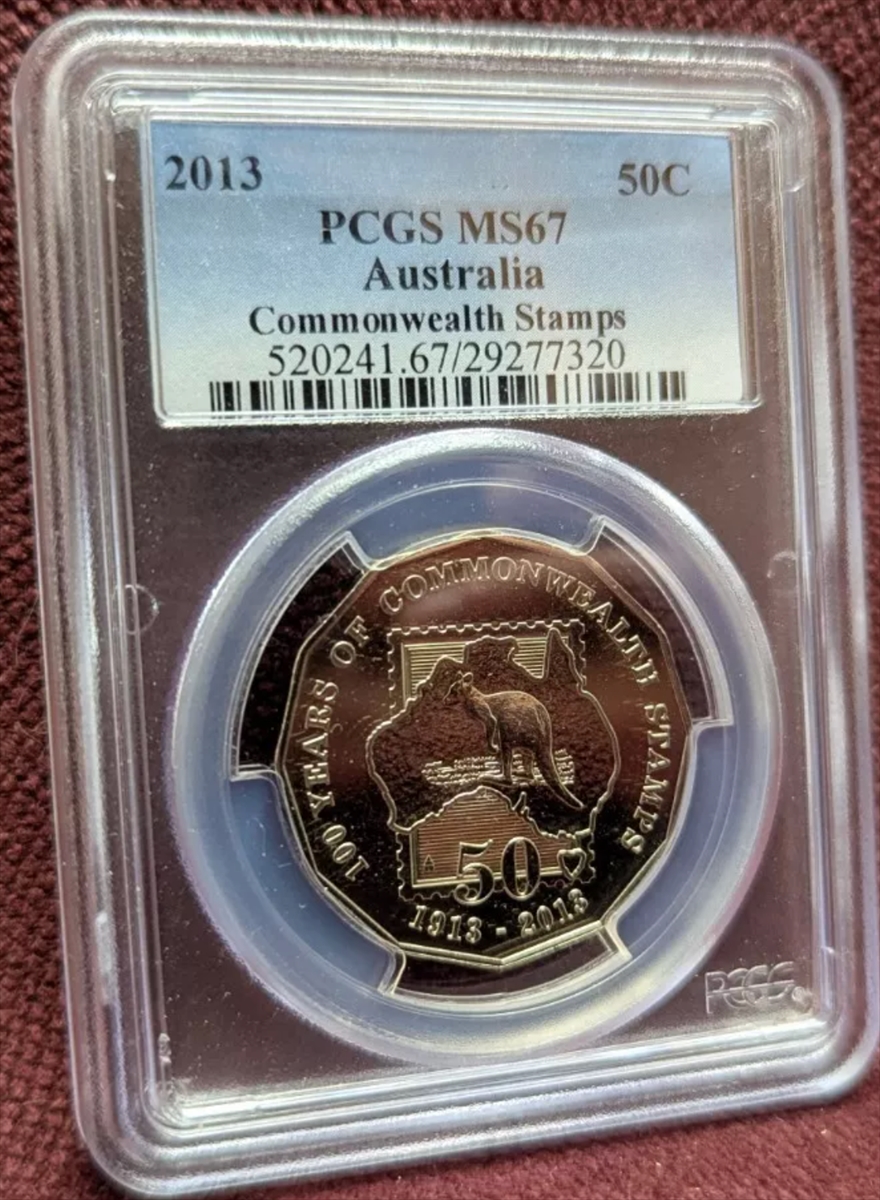 2013 50C
PCGS MS67
Australia
Commonwealth Stamps
520241.67/29277320
100 YEARS OF COMMONWEALTH STAMPS
50
1913 - 2013
PCGS